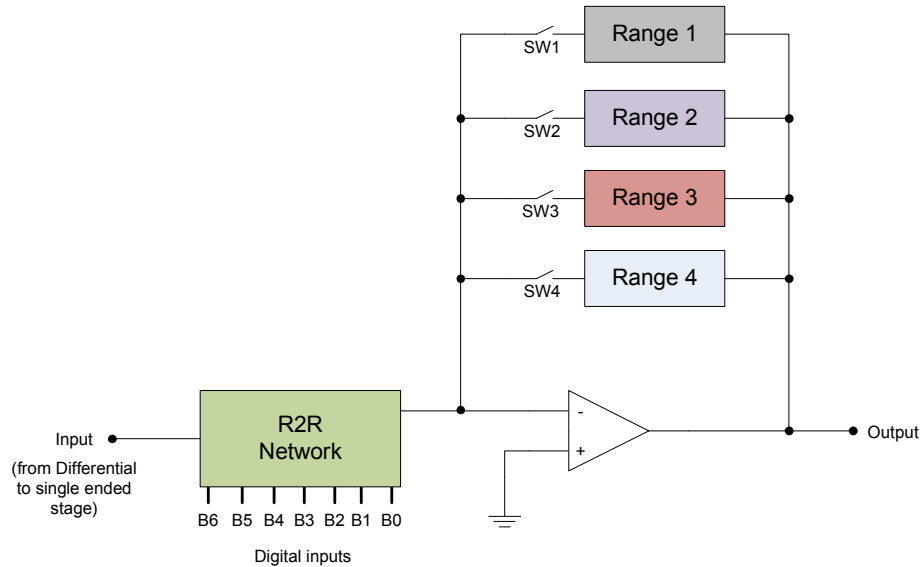 Range 1
SW1
Range 2
SW2
Range 3
SW3
Range 4
SW4
R2R
Network
-
+
Input
(from Differential
to single ended
stage)
Output
B6 B5 B4 B3 B2 B1 B0
Digital inputs